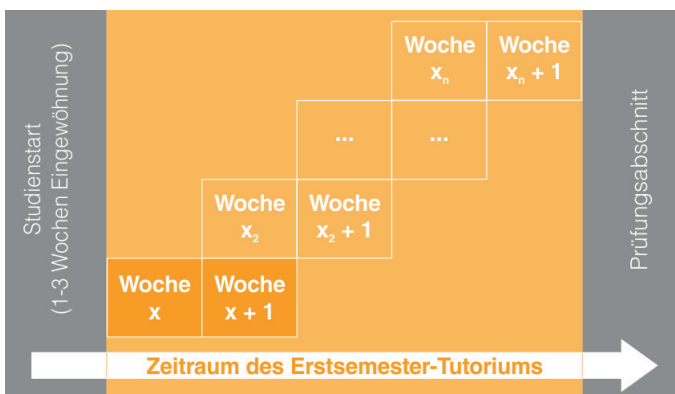 Studienstart
(1-3 Wochen Eingewöhnung)
Woche
xₙ
Woche
xₙ + 1
...
...
Woche
x₂
Woche
x₂ + 1
Woche
x
Woche
x + 1
Prüfungsabschnitt
Zeitraum des Erstsemester-Tutoriums